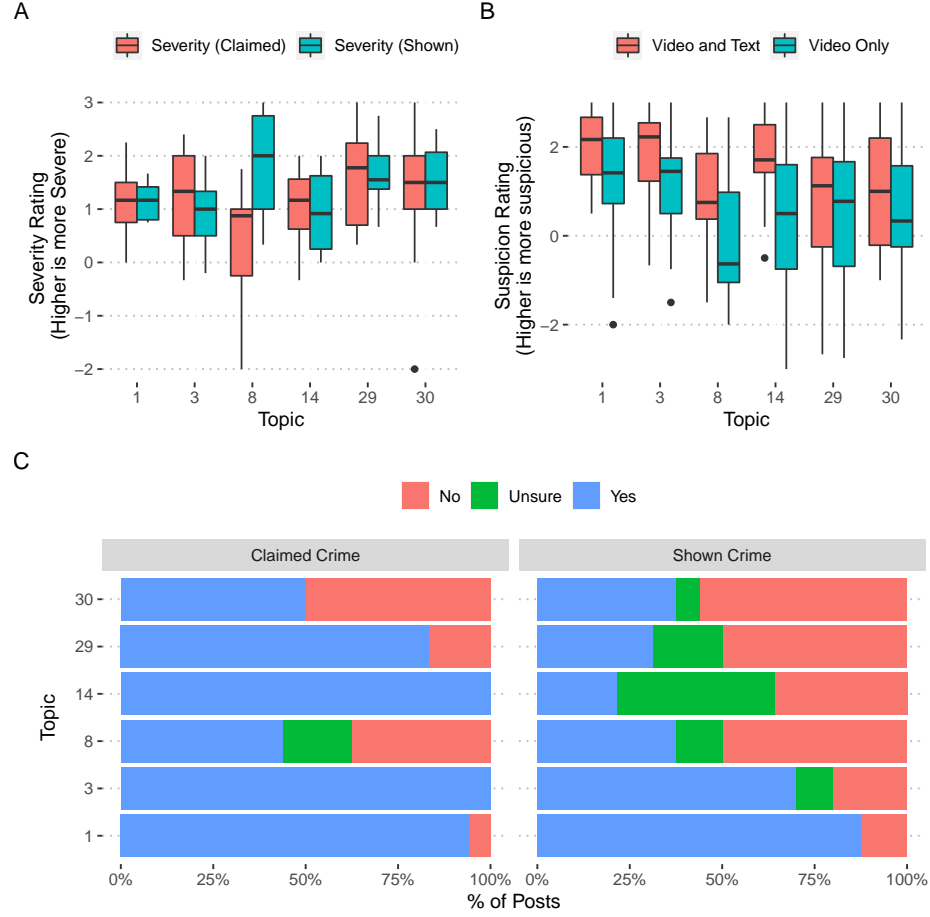 A
Severity (Claimed) Severity (Shown)
3
2
1
0
−1
−2
Severity Rating
(Higher is more Severe)
1 3 8 14 29 30
Topic
B
Video and Text Video Only
2
0
−2
Suspicion Rating
(Higher is more suspicious)
1 3 8 14 29 30
Topic
C
No Unsure Yes
Claimed Crime Shown Crime
30
29
14
8
3
1
Topic
0% 25% 50% 75% 100% 0% 25% 50% 75% 100%
% of Posts